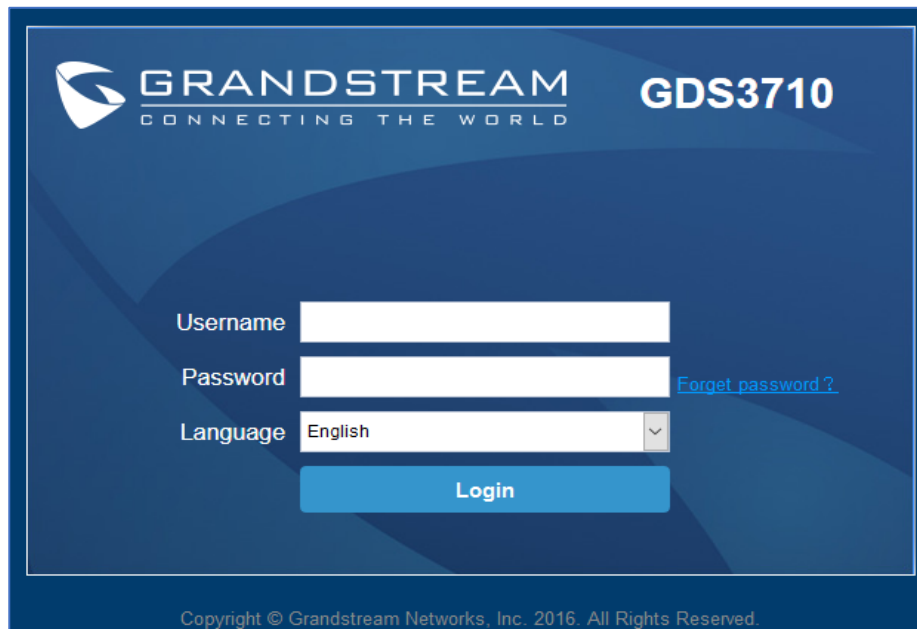 GRANDSTREAM
CONNECTING THE WORLD
GDS3710
Username
Password
Forget password?
Language English
Login
Copyright © Grandstream Networks, Inc. 2016. All Rights Reserved.